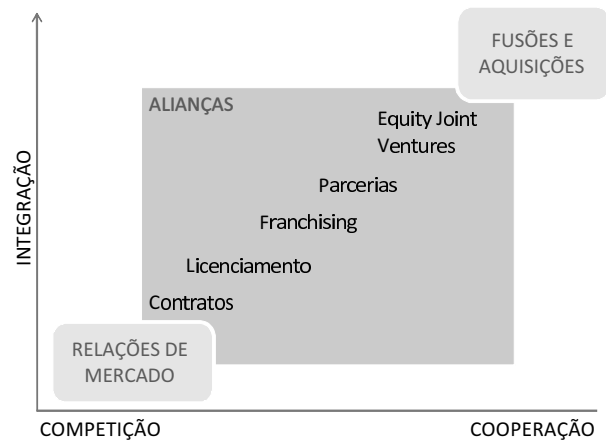 FUSÕES E
AQUISIÇÕES
ALIANÇAS
Equity Joint
Ventures
Parcerias
Franchising
Licenciamento
Contratos
RELAÇÕES DE
MERCADO
INTEGRAÇÃO
COMPETIÇÃO
COOPERAÇÃO